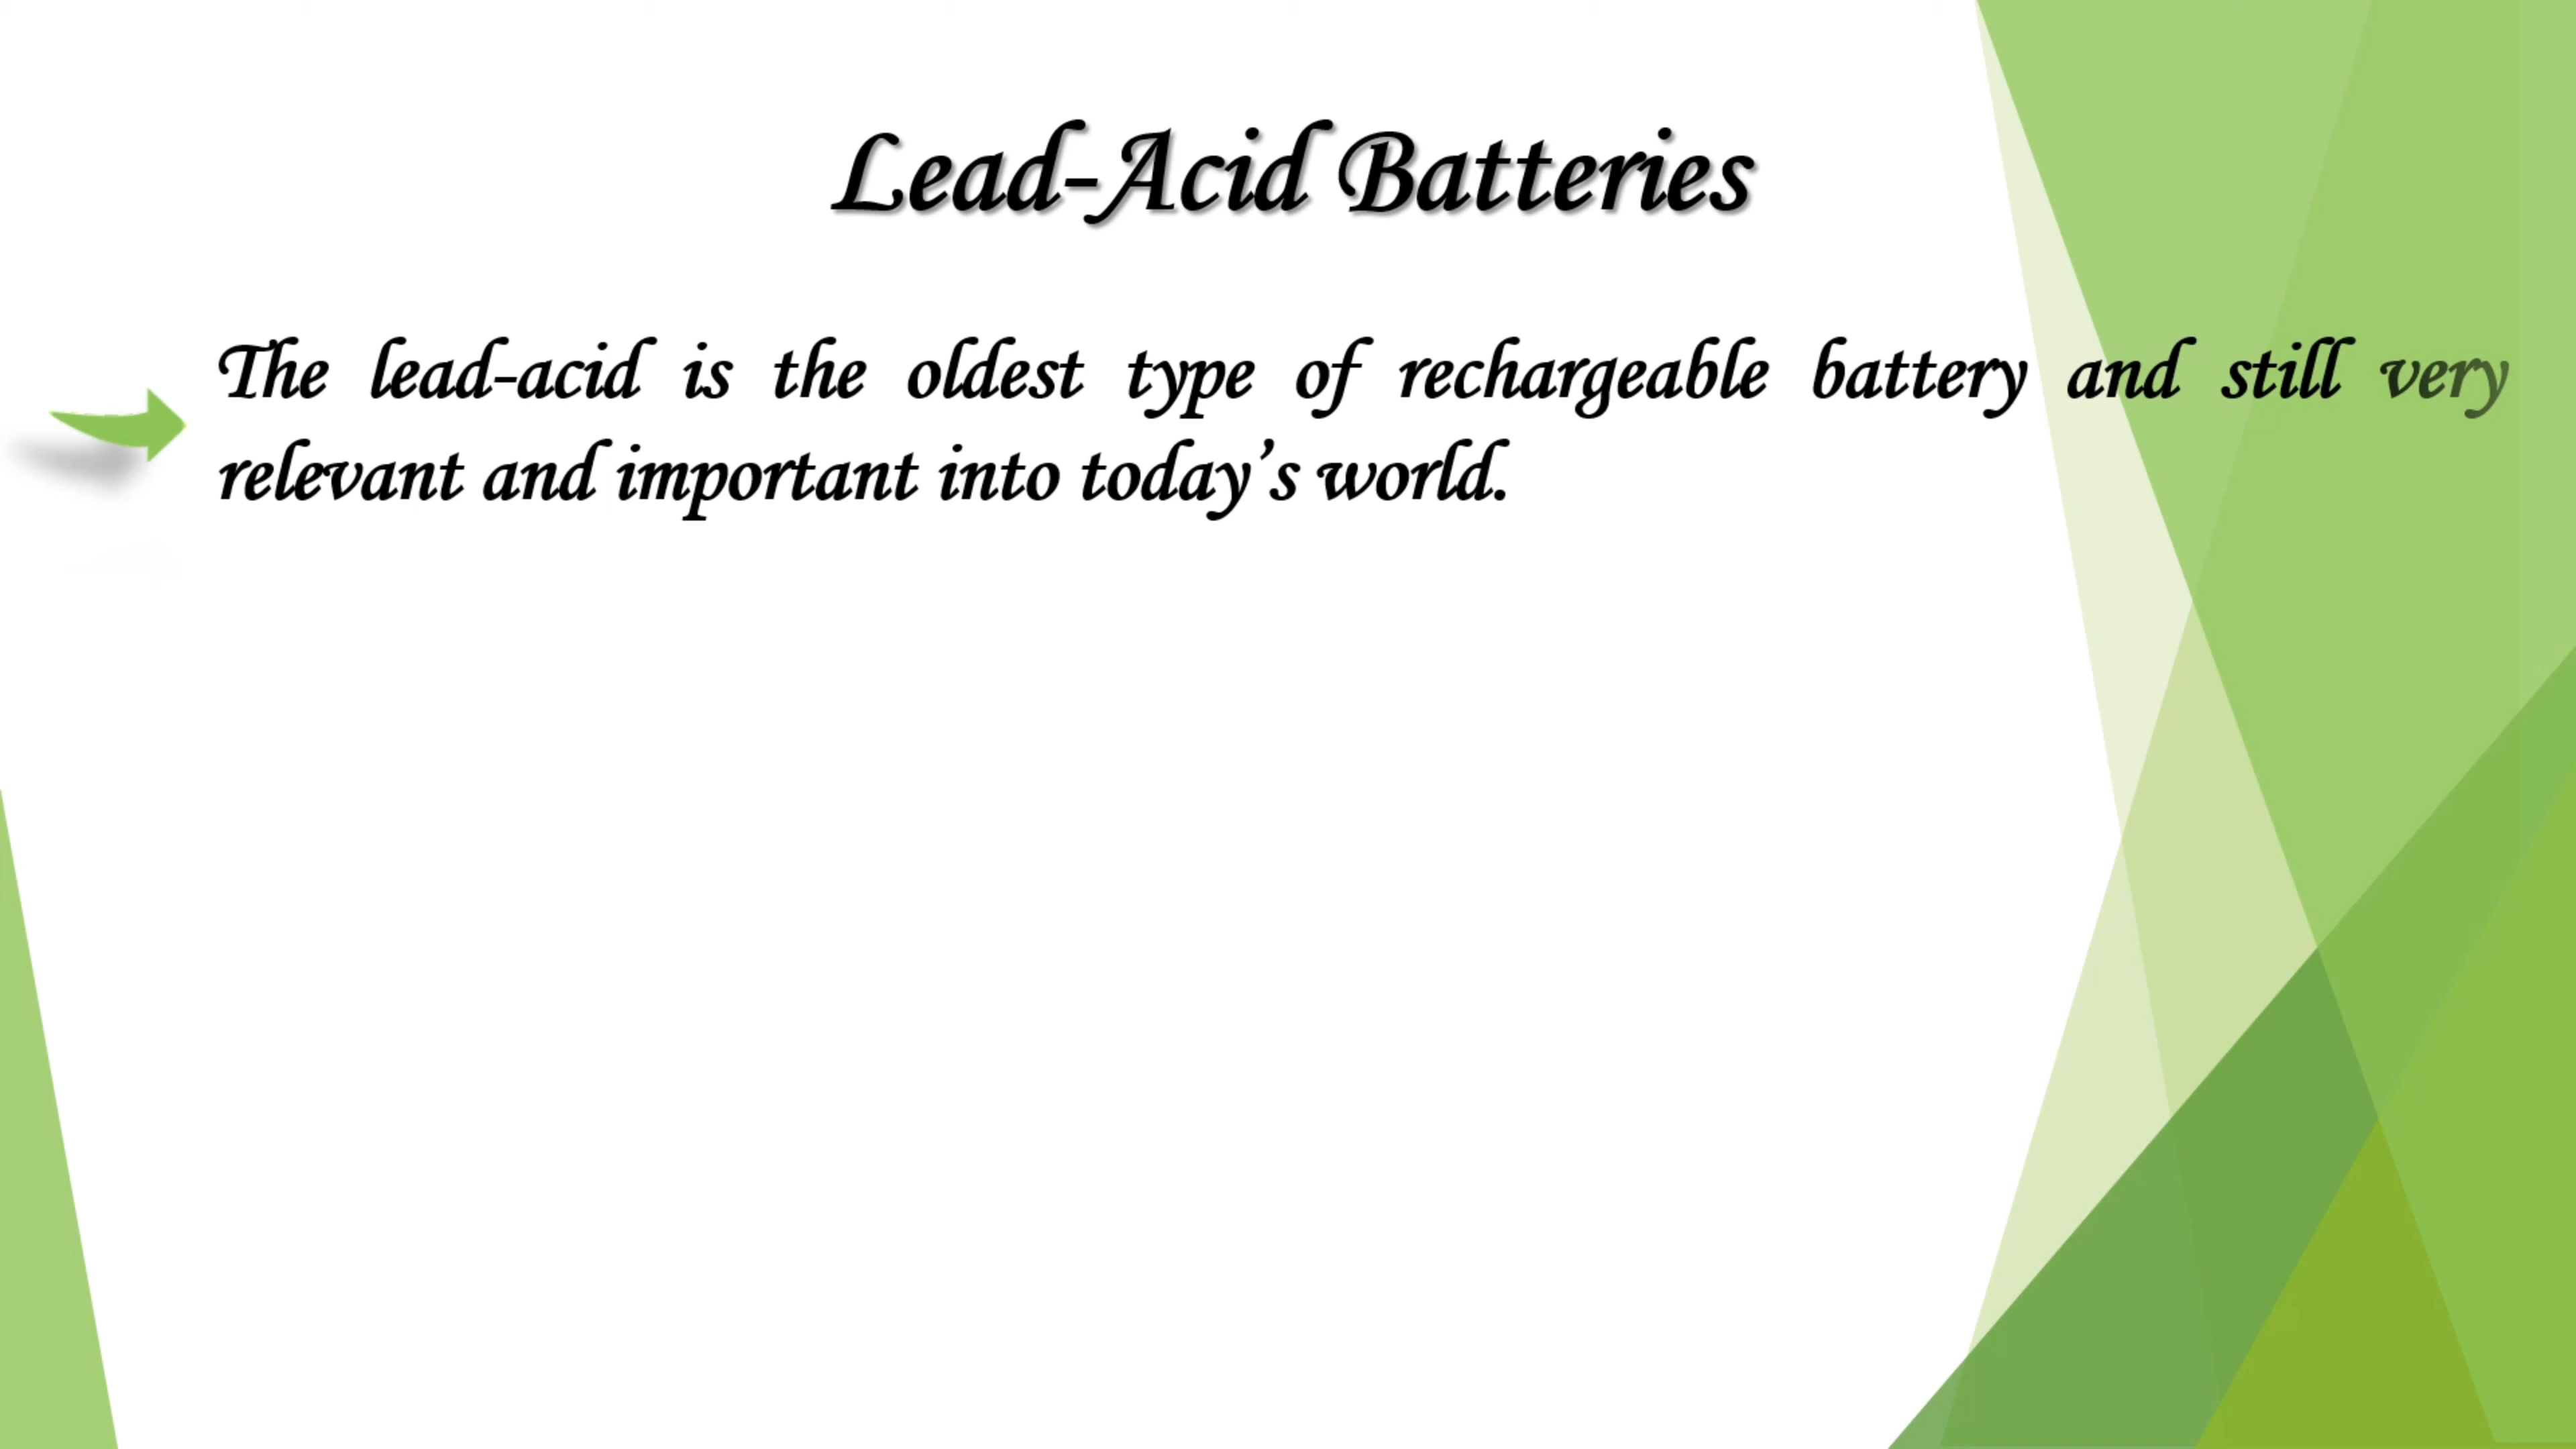 Lead-Acid Batteries
The lead-acid is the oldest type of rechargeable battery and still very
relevant and important into today's world.